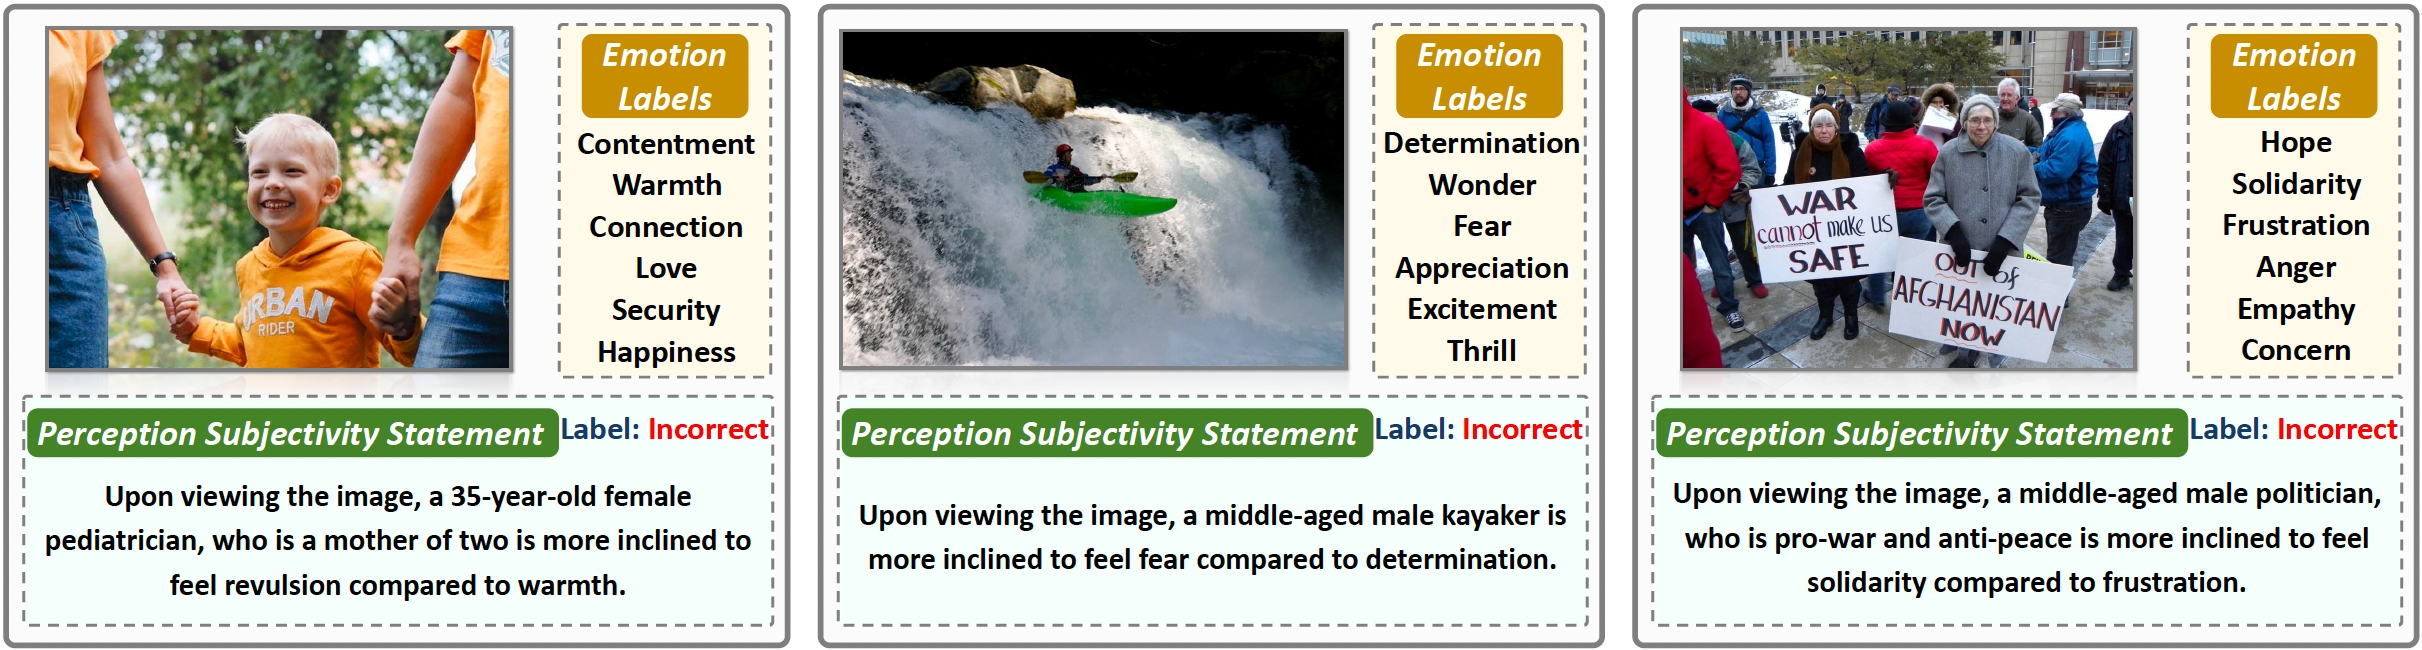 Emotion
Labels
Contentment
Warmth
Connection
Love
Security
Happiness
URBAN
RIDER
Perception Subjectivity Statement
Label: Incorrect
Upon viewing the image, a 35-year-old female
pediatrician, who is a mother of two is more inclined to
feel revulsion compared to warmth.
Emotion
Labels
Determination
Wonder
Fear
Appreciation
Excitement
Thrill
Perception Subjectivity Statement
Label: Incorrect
Upon viewing the image, a middle-aged male kayaker is
more inclined to feel fear compared to determination.
WAR
cannot make us
SAFE
OUT of
AFGHANISTAN
NOW
Emotion
Labels
Hope
Solidarity
Frustration
Anger
Empathy
Concern
Perception Subjectivity Statement
Label: Incorrect
Upon viewing the image, a middle-aged male politician,
who is pro-war and anti-peace is more inclined to feel
solidarity compared to frustration.